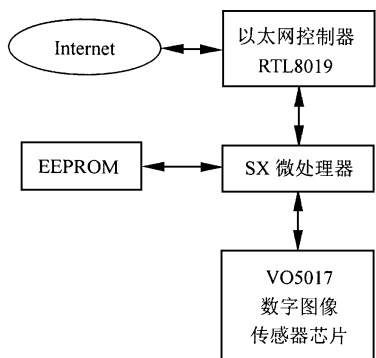 Internet
以太网控制器
RTL8019
EEPROM
SX 微处理器
VO5017
数字图像
传感器芯片